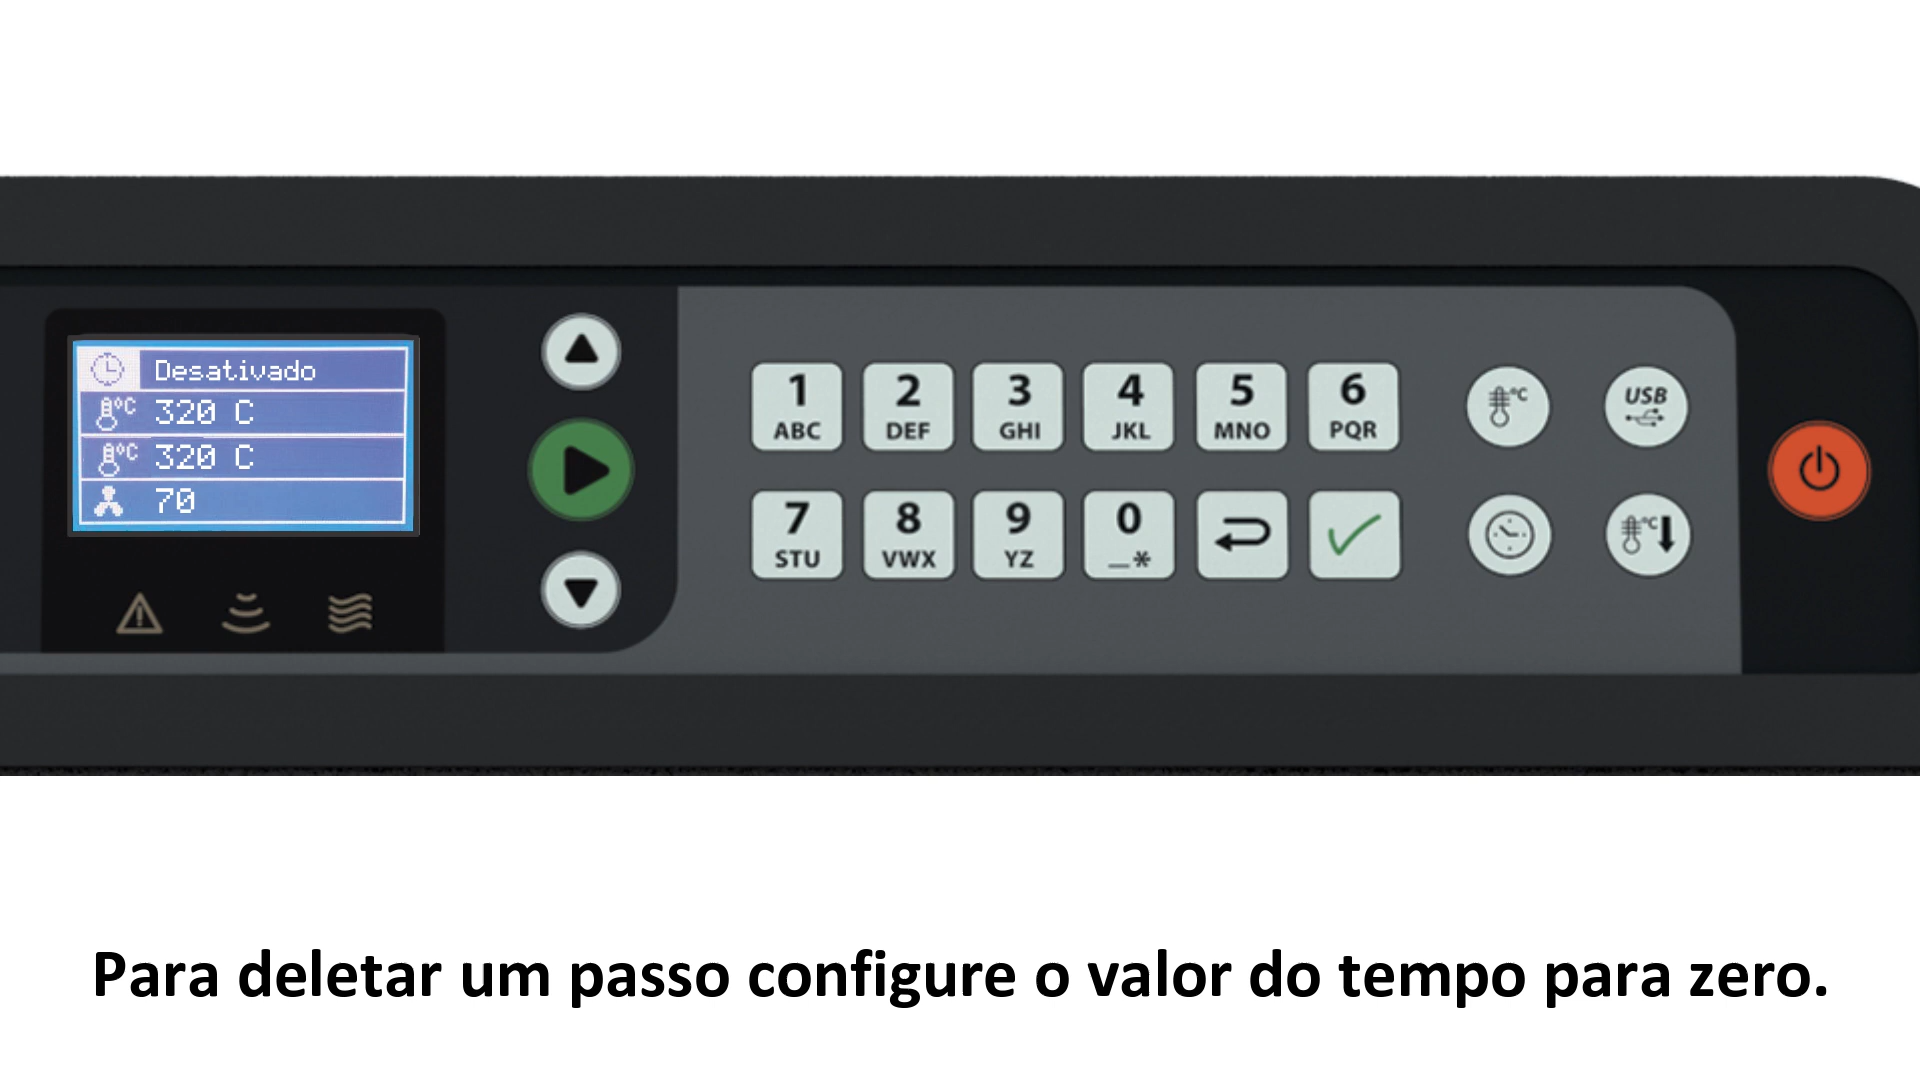 Desativado
°C 320 C
°C 320 C
70
1 2 3 4 5 6
ABC DEF GHI JKL MNO PQR
7 8 9 0
STU VWX YZ _*
°C USB
°C
Para deletar um passo configure o valor do tempo para zero.